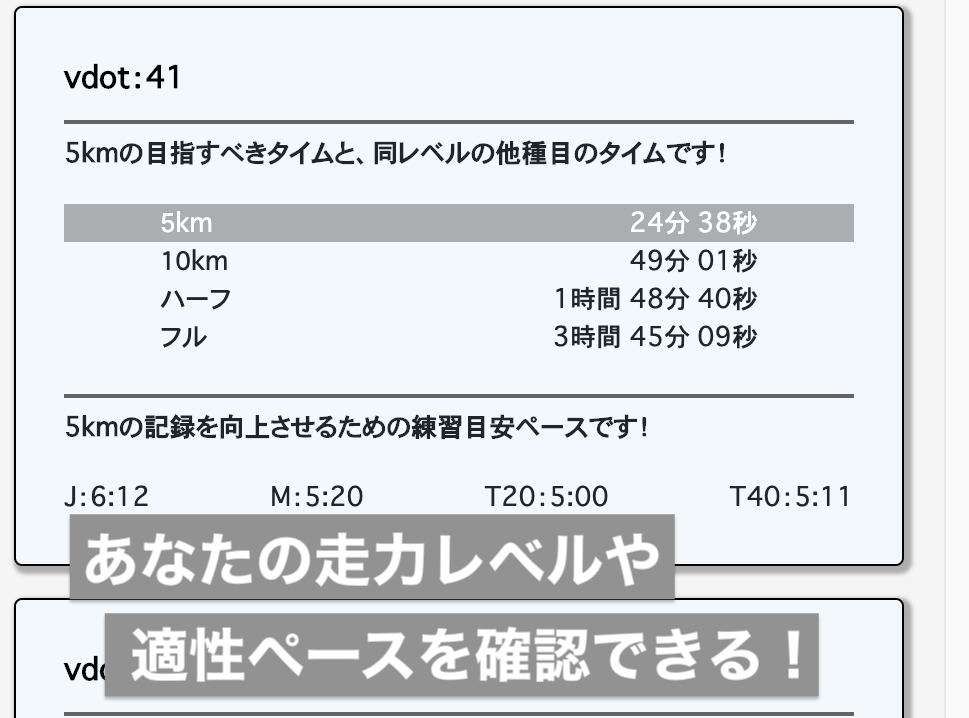 vdot:41
5kmの目指すべきタイムと、同レベルの他種目のタイムです!
5km 24分 38秒
10km 49分 01秒
ハーフ 1時間 48分 40秒
フル 3時間 45分 09秒
5kmの記録を向上させるための練習目安ペースです!
J:6:12 M:5:20 T20:5:00 T40:5:11
あなたの走力レベルや
適性ペースを確認できる！